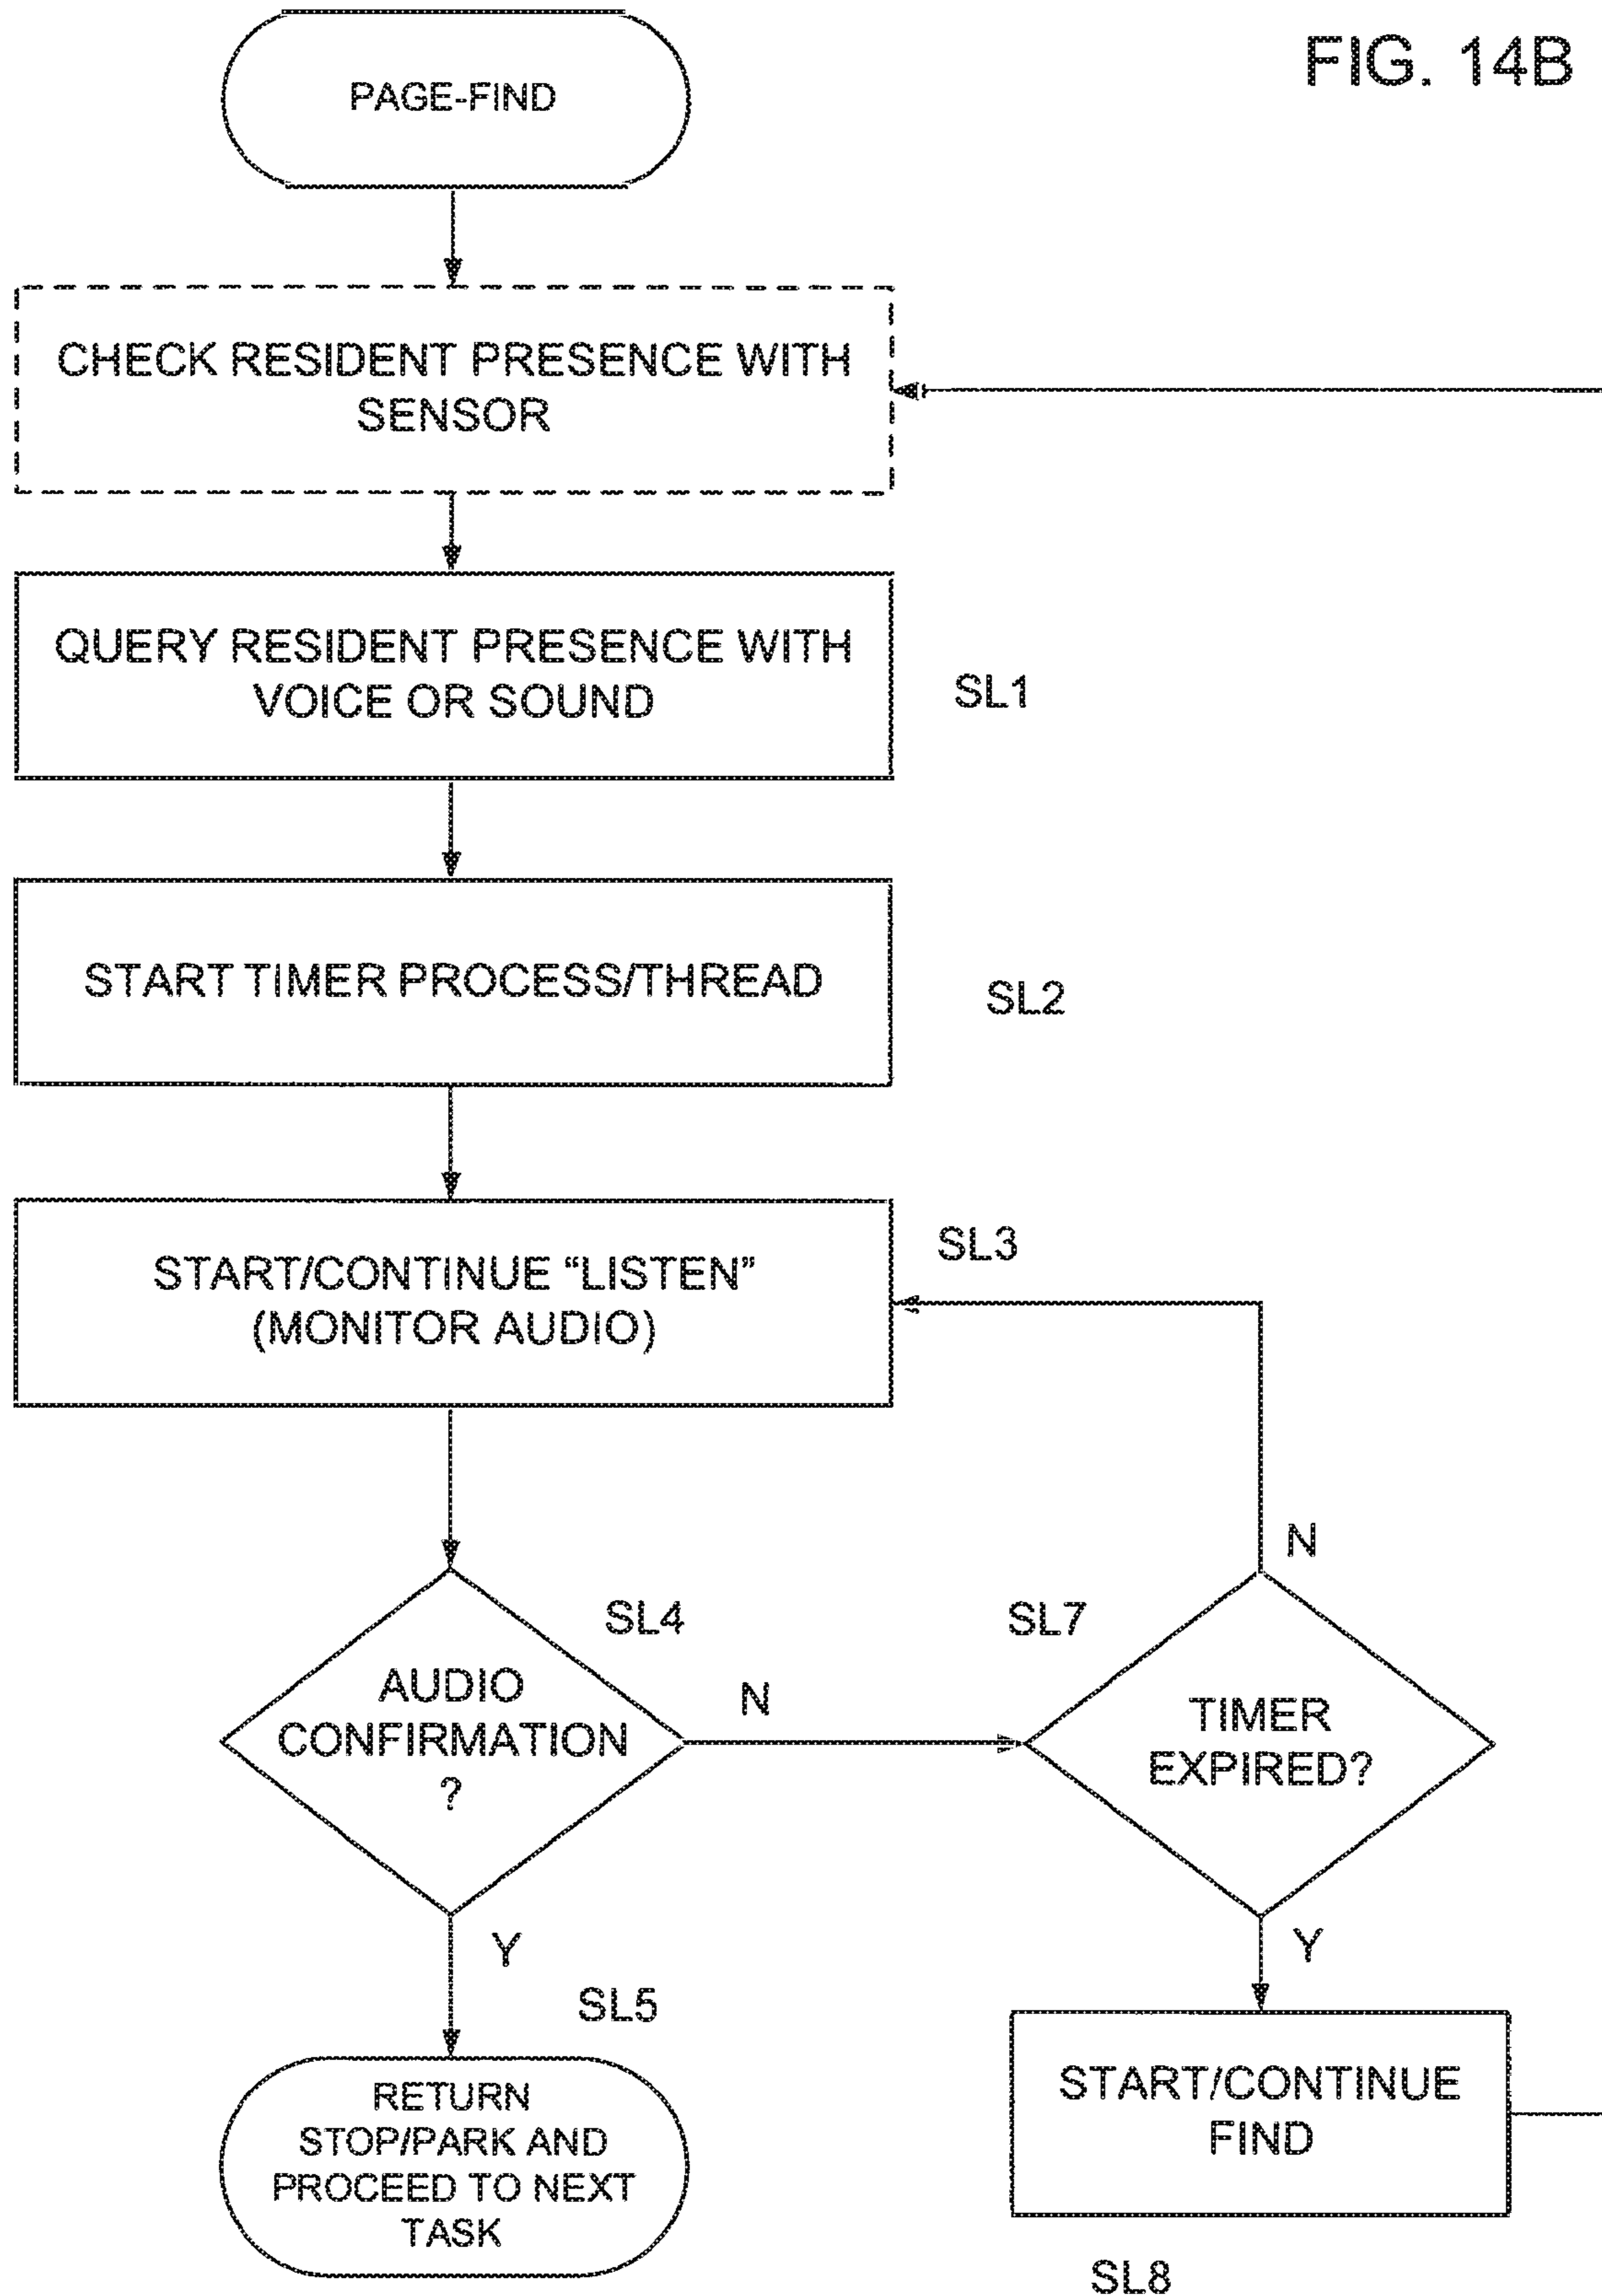 FIG. 14B
PAGE-FIND
CHECK RESIDENT PRESENCE WITH
SENSOR
QUERY RESIDENT PRESENCE WITH
VOICE OR SOUND
SL1
START TIMER PROCESS/THREAD
SL2
START/CONTINUE “LISTEN”
(MONITOR AUDIO)
SL3
N
SL4
SL7
AUDIO
CONFIRMATION
?
N
TIMER
EXPIRED?
Y
Y
SL5
RETURN
STOP/PARK AND
PROCEED TO NEXT
TASK
START/CONTINUE
FIND
SL8